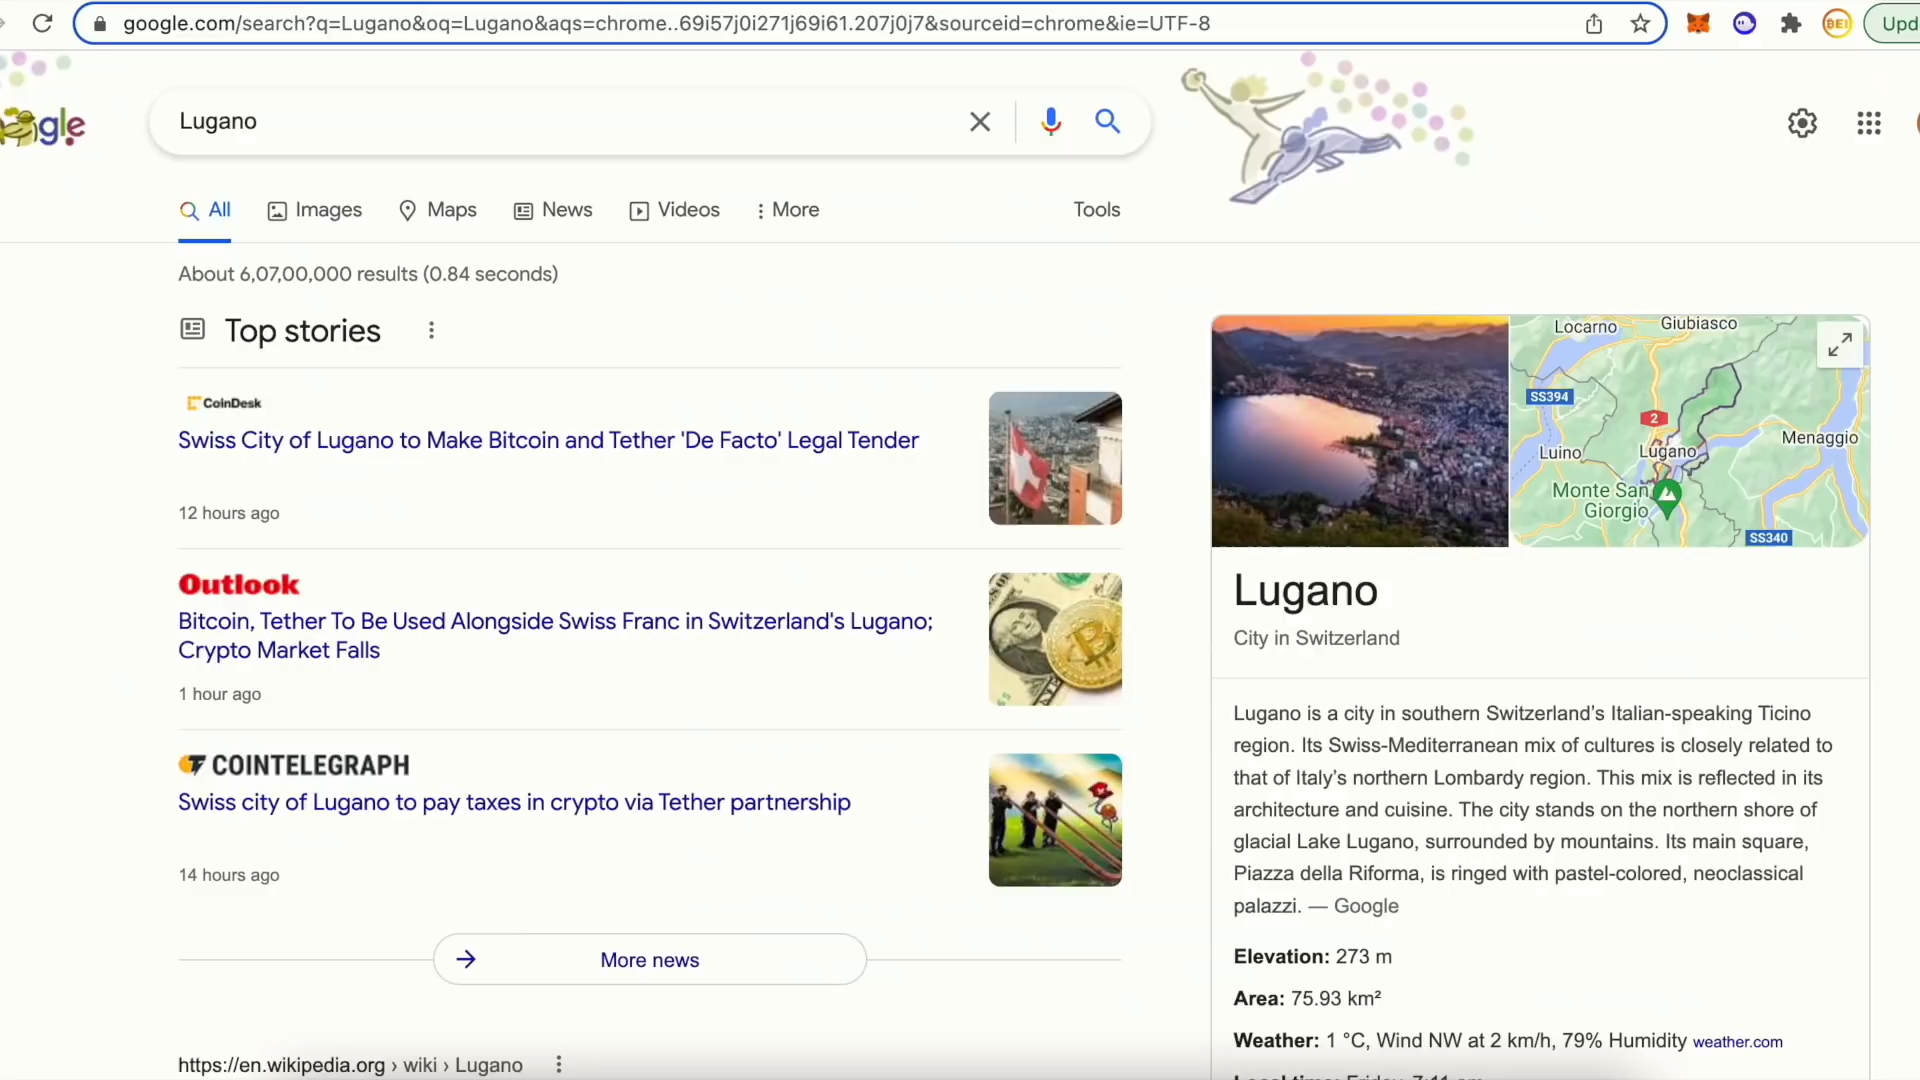 google.com/search?q=Lugano&oq=Lugano&aqs=chrome..69i57j0i271j69i61.207j0j7&sourceid=chrome&ie=UTF-8
BEI
Upd
gle
Lugano
All
Images
Maps
News
Videos
More
Tools
About 6,07,00,000 results (0.84 seconds)
Top stories
CoinDesk
Swiss City of Lugano to Make Bitcoin and Tether 'De Facto' Legal Tender
12 hours ago
Outlook
Bitcoin, Tether To Be Used Alongside Swiss Franc in Switzerland's Lugano;
Crypto Market Falls
1 hour ago
COINTELEGRAPH
Swiss city of Lugano to pay taxes in crypto via Tether partnership
14 hours ago
More news
https://en.wikipedia.org › wiki › Lugano
Locarno
Giubiasco
SS394
2
Menaggio
Luino
Lugano
Monte San
Giorgio
SS340
Lugano
City in Switzerland
Lugano is a city in southern Switzerland's Italian-speaking Ticino
region. Its Swiss-Mediterranean mix of cultures is closely related to
that of Italy's northern Lombardy region. This mix is reflected in its
architecture and cuisine. The city stands on the northern shore of
glacial Lake Lugano, surrounded by mountains. Its main square,
Piazza della Riforma, is ringed with pastel-colored, neoclassical
palazzi. — Google
Elevation: 273 m
Area: 75.93 km²
Weather: 1 °C, Wind NW at 2 km/h, 79% Humidity weather.com